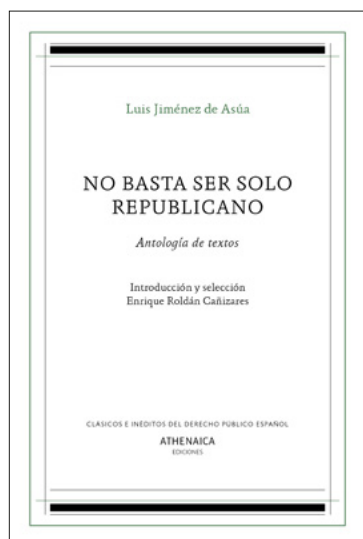 Luis Jiménez de Asúa
NO BASTA SER SOLO
REPUBLICANO
Antología de textos
Introducción y selección
Enrique Roldán Cañizares
CLÁSICOS E INÉDITOS DEL DERECHO PÚBLICO ESPAÑOL
ATHENAICA
EDICIONES